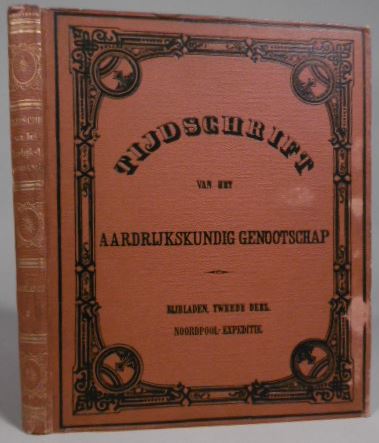 TIJDSCHRIFT
VAN HET
AARDRIJKSKUNDIG GENOOTSCHAP
BIJBLADEN, TWEEDE DEEL.
NOORDPOOL-EXPEDITIE.